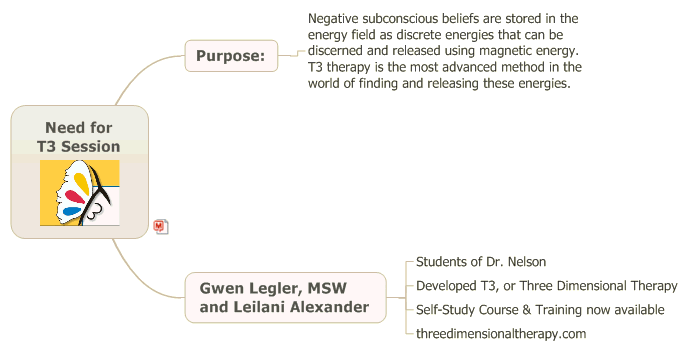 Negative subconscious beliefs are stored in the
energy field as discrete energies that can be
discerned and released using magnetic energy.
T3 therapy is the most advanced method in the
world of finding and releasing these energies.
Purpose:
Need for
T3 Session
Gwen Legler, MSW
and Leilani Alexander
Students of Dr. Nelson
Developed T3, or Three Dimensional Therapy
Self-Study Course & Training now available
threedimensionaltherapy.com